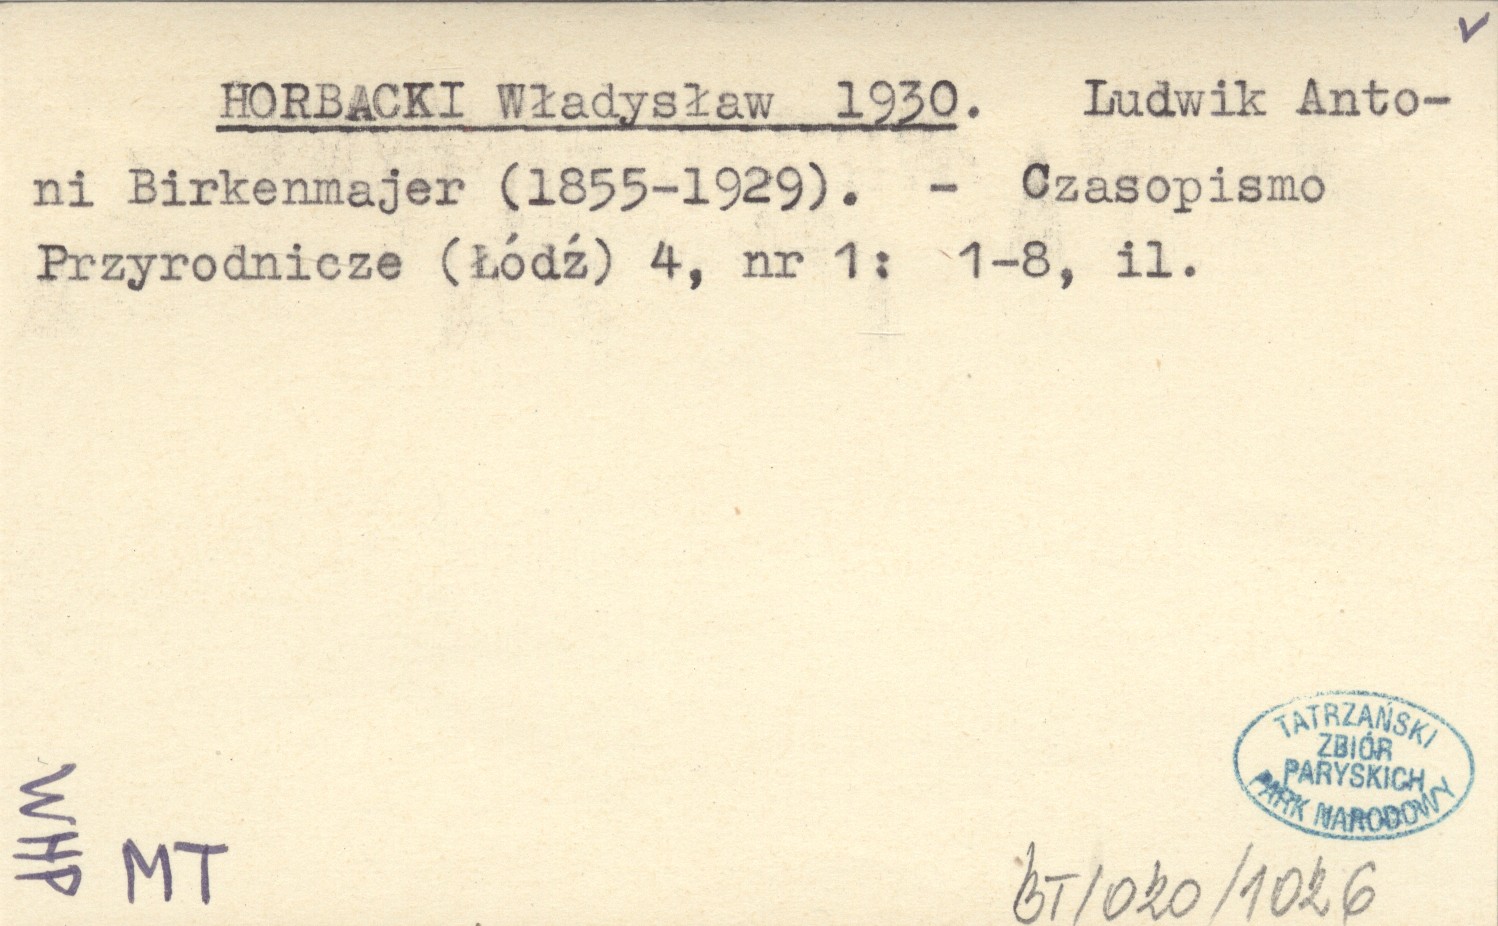 HORBACKI Władysław 1930. Ludwik Anto-
ni Birkenmajer (1855-1929). - Czasopismo
Przyrodnicze (Łódź) 4, nr 1: 1-8, il.
TATRZAŃSKI
ZBIÓR
PARYSKICH
PARK NARODOWY
WHP
MT
BT/020/1026